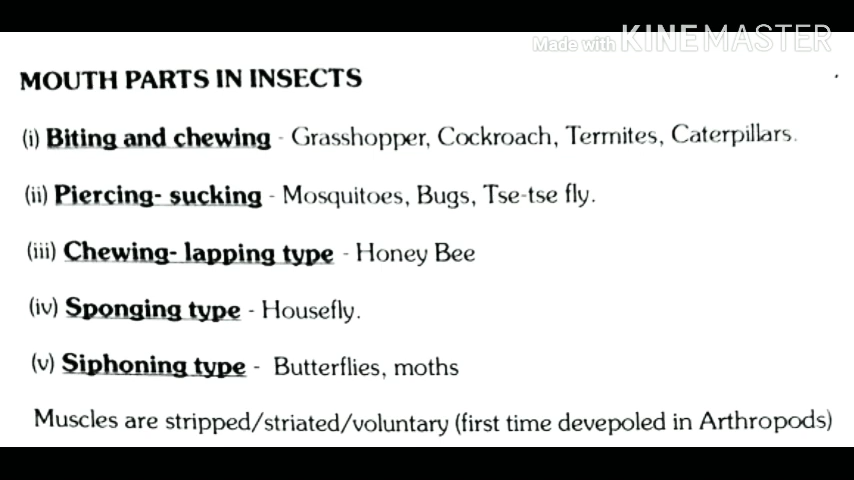 Made with KINEMASTER
MOUTH PARTS IN INSECTS
(i) Biting and chewing - Grasshopper, Cockroach, Termites, Caterpillars.
(ii) Piercing- sucking - Mosquitoes, Bugs, Tse-tse fly.
(iii) Chewing- lapping type - Honey Bee
(iv) Sponging type - Housefly.
(v) Siphoning type - Butterflies, moths
Muscles are stripped/striated/voluntary (first time devepoled in Arthropods)